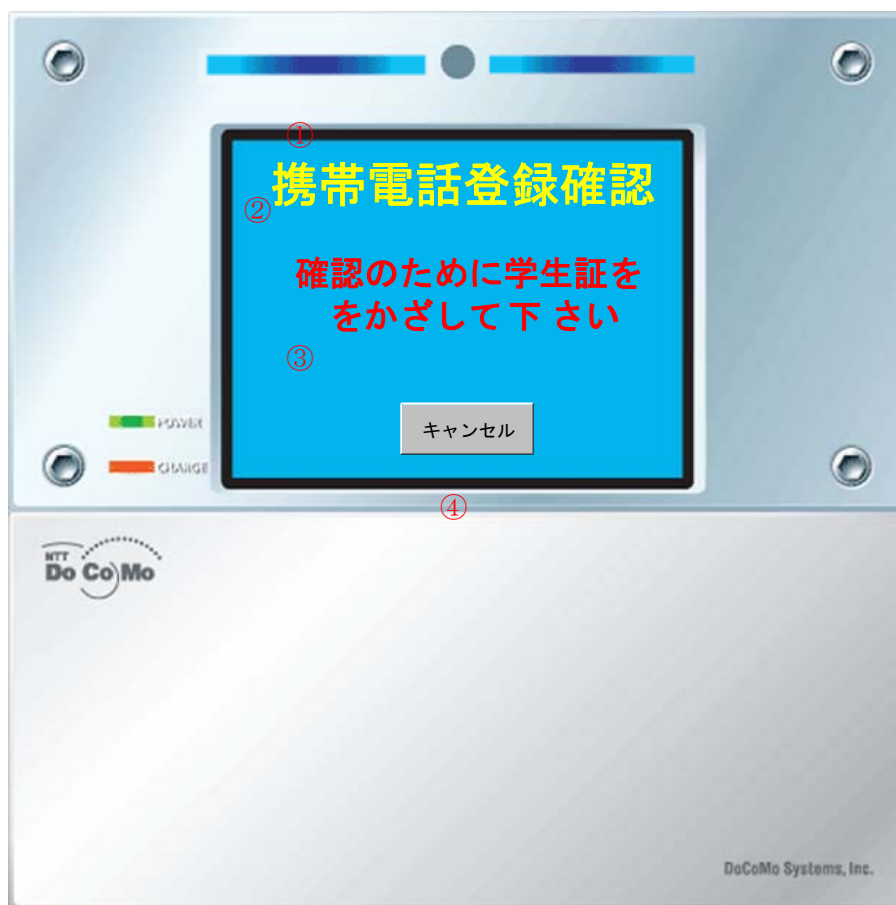 ①
携帯電話登録確認
②
確認のために学生証を
をかざして下 さい
③
キャンセル
POWER
CHARGE
④
NTT
DoCoMo
DoCoMo Systems, Inc.